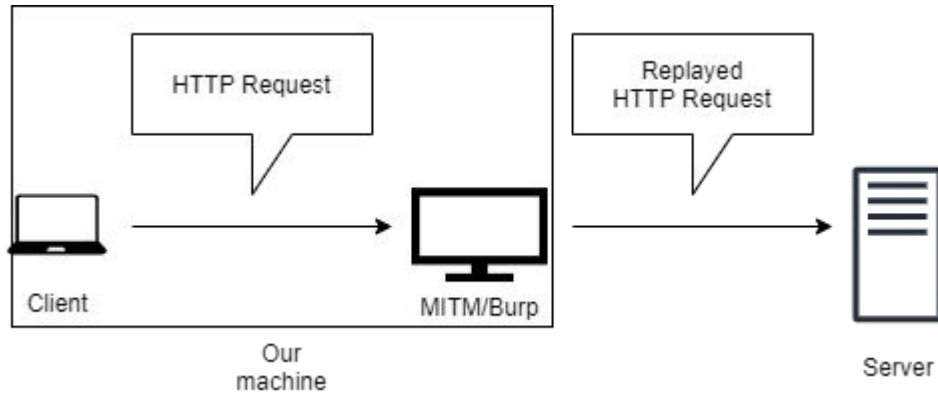 HTTP Request
Replayed
HTTP Request
Client
MITM/Burp
Our
machine
Server